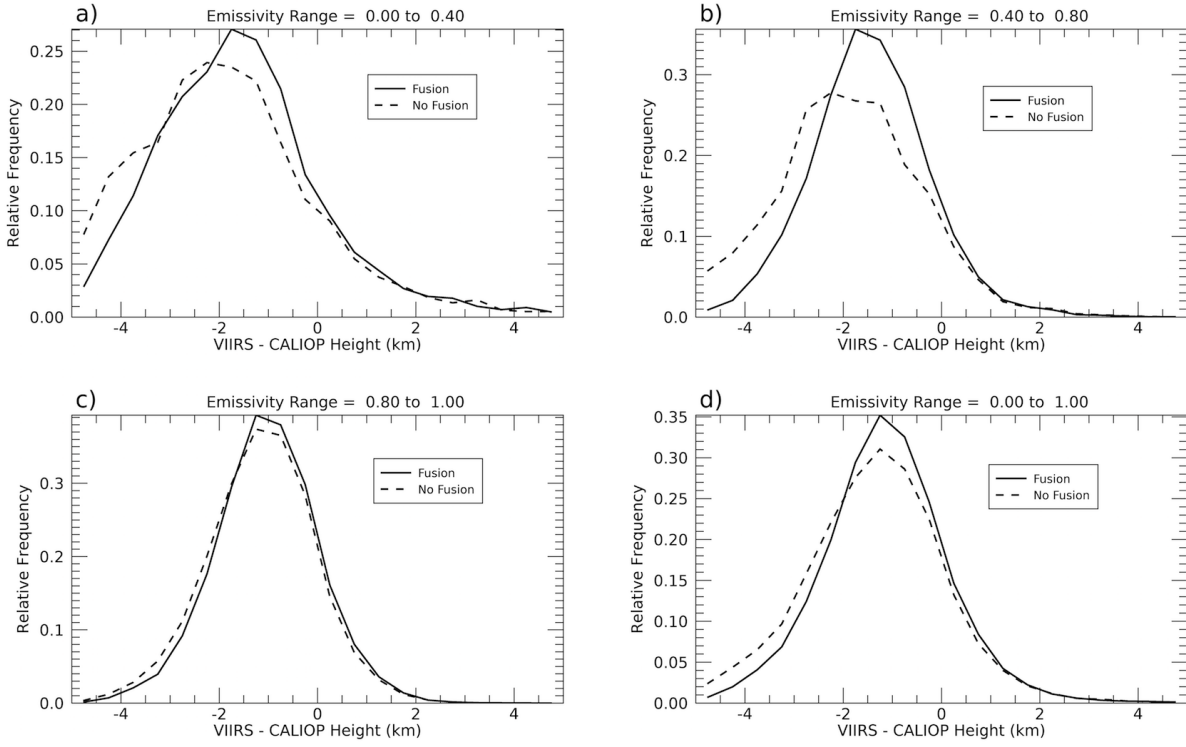 a)
Emissivity Range = 0.00 to 0.40
0.25
0.20
0.15
0.10
0.05
0.00
Relative Frequency
Fusion
No Fusion
-4 -2 0 2 4
VIIRS - CALIOP Height (km)
b)
Emissivity Range = 0.40 to 0.80
0.3
0.2
0.1
0.0
Relative Frequency
Fusion
No Fusion
-4 -2 0 2 4
VIIRS - CALIOP Height (km)
c)
Emissivity Range = 0.80 to 1.00
0.3
0.2
0.1
0.0
Relative Frequency
Fusion
No Fusion
-4 -2 0 2 4
VIIRS - CALIOP Height (km)
d)
Emissivity Range = 0.00 to 1.00
0.35
0.30
0.25
0.20
0.15
0.10
0.05
0.00
Relative Frequency
Fusion
No Fusion
-4 -2 0 2 4
VIIRS - CALIOP Height (km)